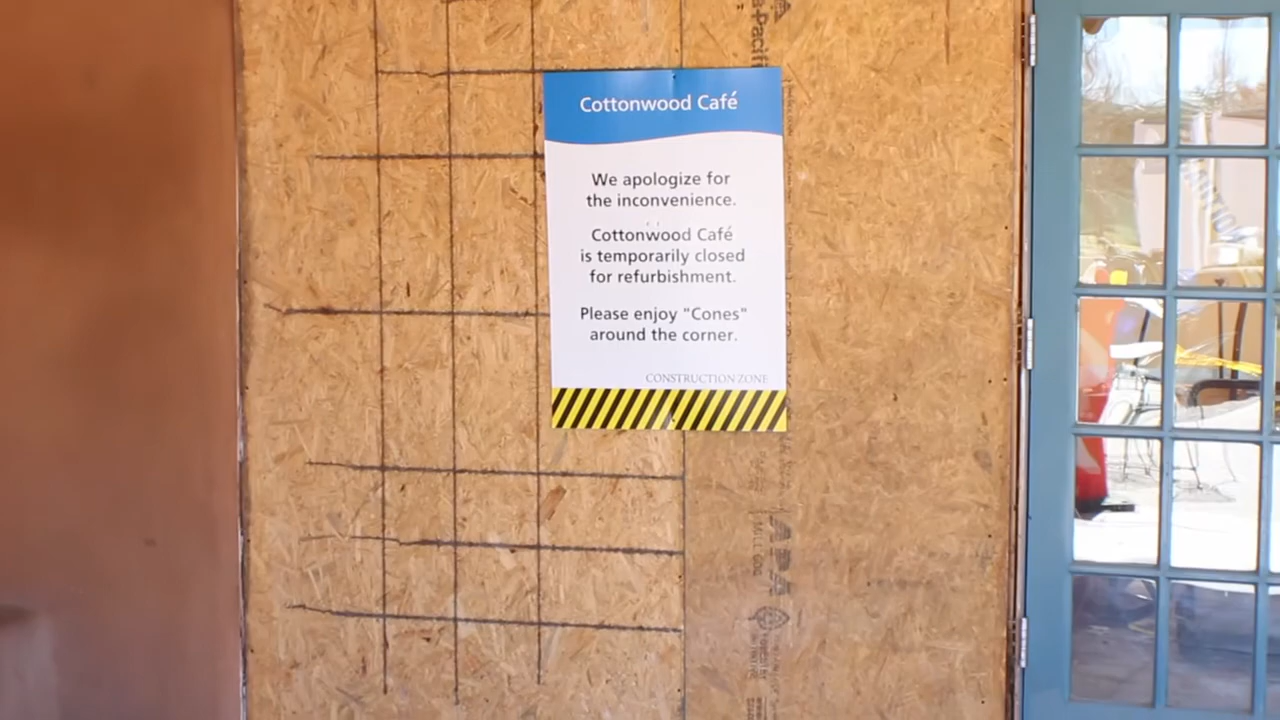 Cottonwood Café
We apologize for
the inconvenience.
Cottonwood Café
is temporarily closed
for refurbishment.
Please enjoy "Cones"
around the corner.
CONSTRUCTION ZONE
APA